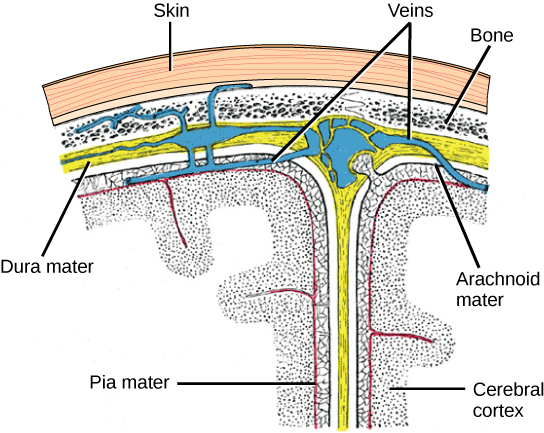 Skin
Veins
Bone
Dura mater
Arachnoid
mater
Pia mater
Cerebral
cortex